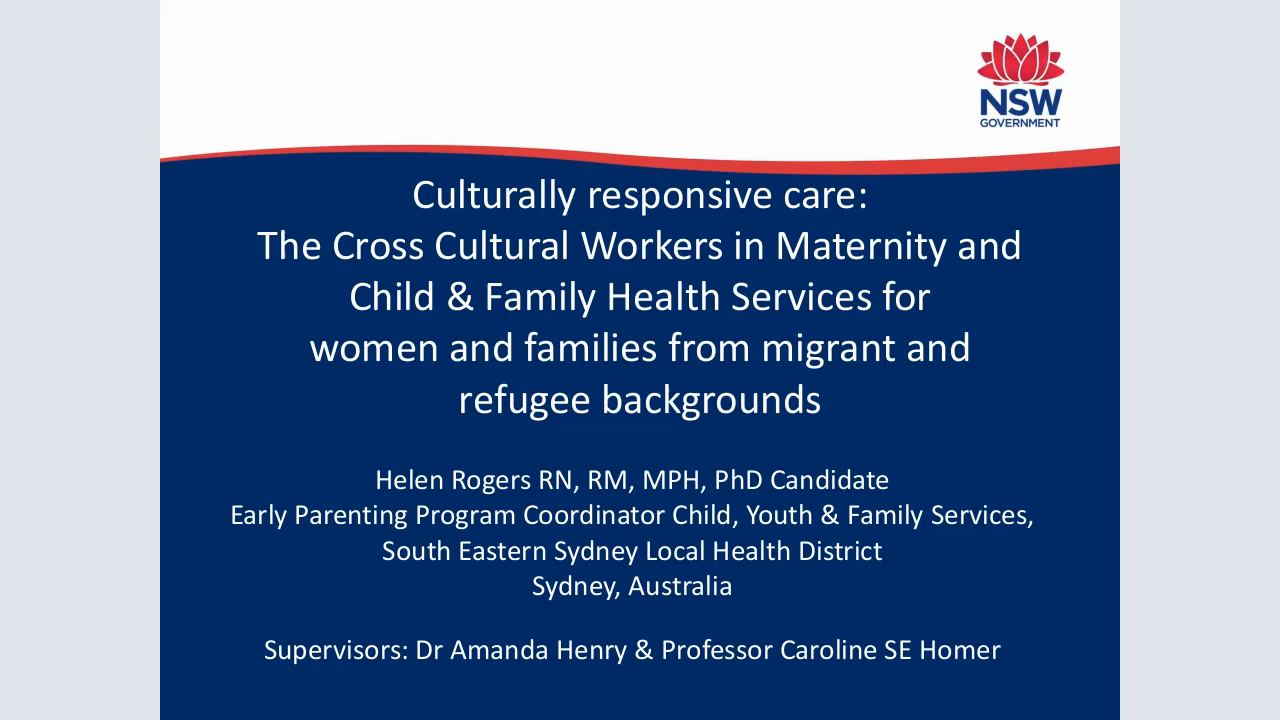 NSW
GOVERNMENT
Culturally responsive care:
The Cross Cultural Workers in Maternity and
Child & Family Health Services for
women and families from migrant and
refugee backgrounds
Helen Rogers RN, RM, MPH, PhD Candidate
Early Parenting Program Coordinator Child, Youth & Family Services,
South Eastern Sydney Local Health District
Sydney, Australia
Supervisors: Dr Amanda Henry & Professor Caroline SE Homer